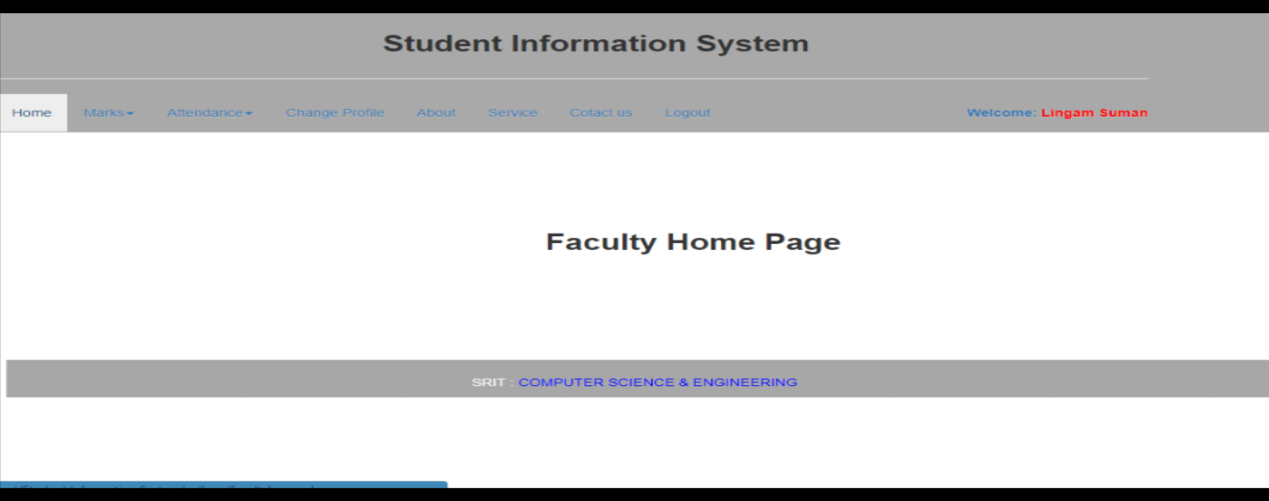 Student Information System
Home Marks Attendance Change Profile About Service Cotact us Logout Welcome: Lingam Suman
Faculty Home Page
SRIT : COMPUTER SCIENCE & ENGINEERING